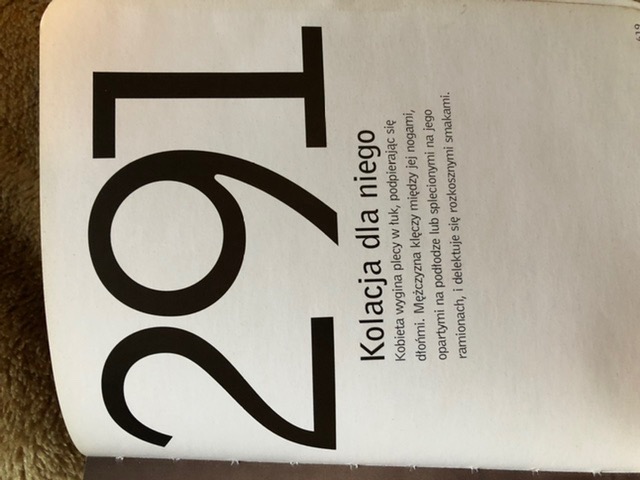 291
Kolacja dla niego
Kobieta wygina plecy w łuk, podpierając się
dłońmi. Mężczyzna klęczy między jej nogami,
opartymi na podłodze lub splecionymi na jego
ramionach, i delektuje się rozkosznymi smakami.